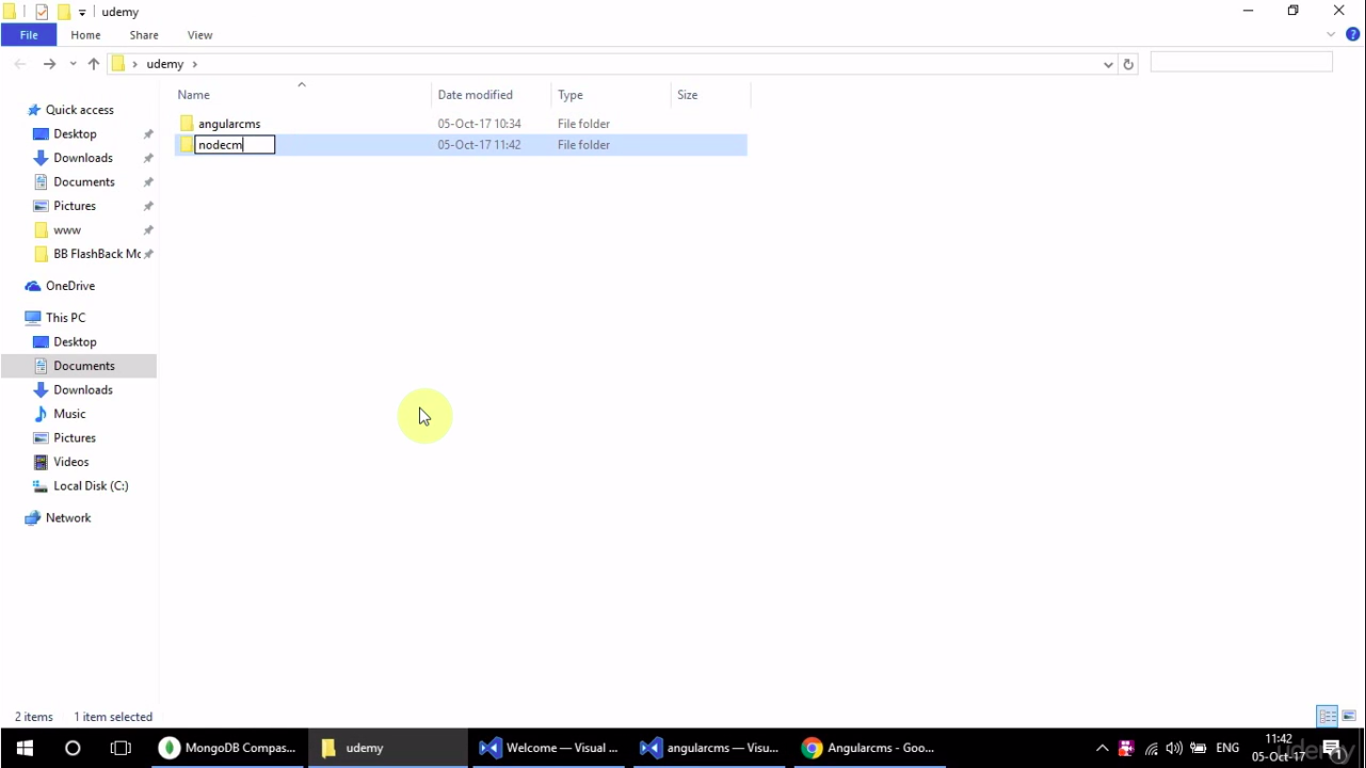 udemy
File Home Share View
udemy
Name Date modified Type Size
Quick access
angularcms 05-Oct-17 10:34 File folder
Desktop
nodecm 05-Oct-17 11:42 File folder
Downloads
Documents
Pictures
www
BB FlashBack Mc
OneDrive
This PC
Desktop
Documents
Downloads
Music
Pictures
Videos
Local Disk (C:)
Network
2 items 1 item selected
MongoDB Compas... udemy Welcome — Visual ... angularcms — Visu... Angularcms - Goo... ENG 11:42
05-Oct-17
1
udemy